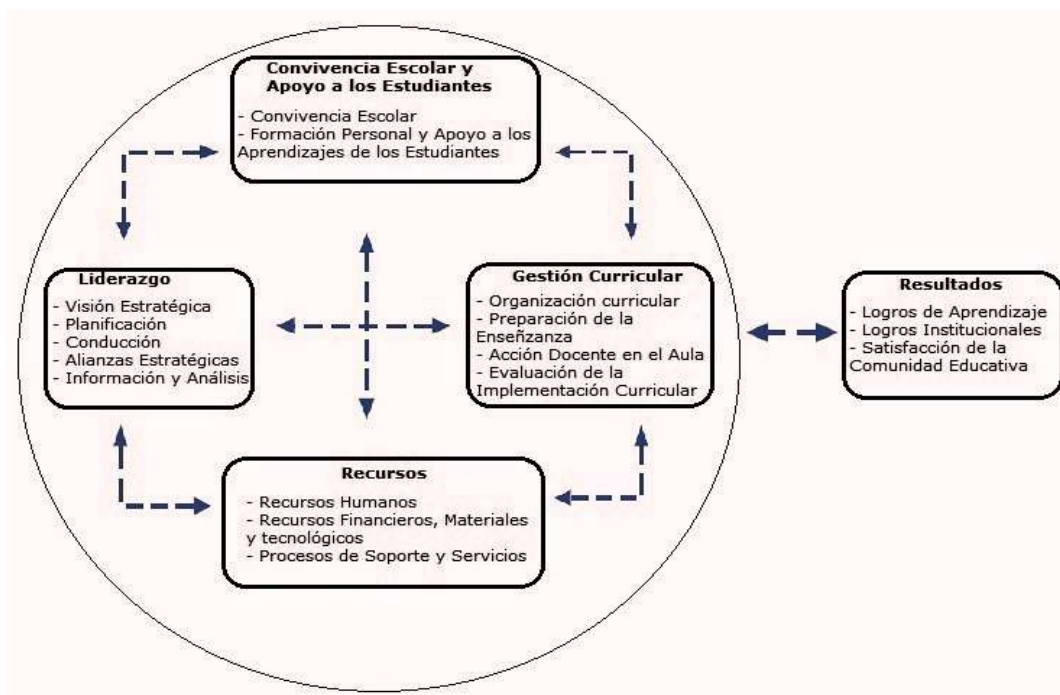 Convivencia Escolar y
Apoyo a los Estudiantes
- Convivencia Escolar
- Formación Personal y Apoyo a los
Aprendizajes de los Estudiantes
Liderazgo
- Visión Estratégica
- Planificación
- Conducción
- Alianzas Estratégicas
- Información y Análisis
Gestión Curricular
- Organización curricular
- Preparación de la
Enseñzanza
- Acción Docente en el Aula
- Evaluación de la
Implementación Curricular
Resultados
- Logros de Aprendizaje
- Logros Institucionales
- Satisfacción de la
Comunidad Educativa
Recursos
- Recursos Humanos
- Recursos Financieros, Materiales
y tecnológicos
- Procesos de Soporte y Servicios